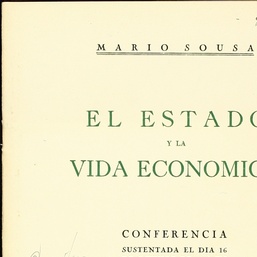 MARIO SOUSA
EL ESTADO
Y LA
VIDA ECONOMIC
CONFERENCIA
SUSTENTADA EL DIA 16